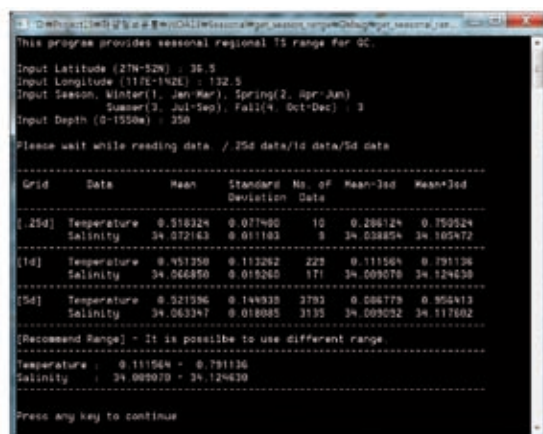 This program provides seasonal regional TS range for QC.
Input Latitude (27N-52N) : 36.5
Input Longitude (117E-142E) : 132.5
Input Season, Winter(1, Jan-Mar), Spring(2, Apr-Jun)
Summer(3, Jul-Sep), Fall(4, Oct-Dec) : 3
Input Depth (0-1550m) : 350
Please wait while reading data. /.25d data/1d data/5d data
Grid Data Mean Standard No. of Mean-3sd Mean+3sd
Deviation Data
[.25d] Temperature 0.518324 0.077400 10 0.286124 0.750524
Salinity 34.072163 0.011103 9 34.038854 34.105472
[1d] Temperature 0.451350 0.113262 229 0.111564 0.791136
Salinity 34.066850 0.019260 171 34.009070 34.124630
[5d] Temperature 0.521596 0.144939 3793 0.086779 0.956413
Salinity 34.063347 0.018085 3135 34.009092 34.117602
[Recommend Range] - It is possilbe to use different range.
Temperature : 0.111564 - 0.791136
Salinity : 34.009070 - 34.124630
Press any key to continue